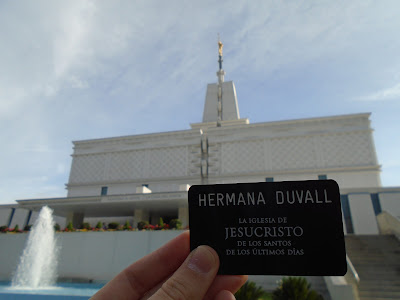 HERMANA DUVALL
LA IGLESIA DE
JESUCRISTO
DE LOS SANTOS
DE LOS ÚLTIMOS DÍAS